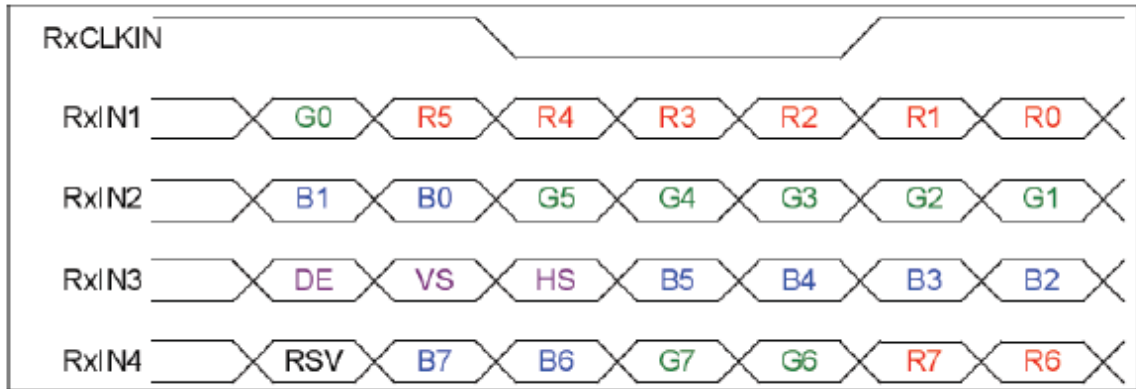 RxCLKIN
RxIN1 G0 R5 R4 R3 R2 R1 R0
RxIN2 B1 B0 G5 G4 G3 G2 G1
RxIN3 DE VS HS B5 B4 B3 B2
RxIN4 RSV B7 B6 G7 G6 R7 R6